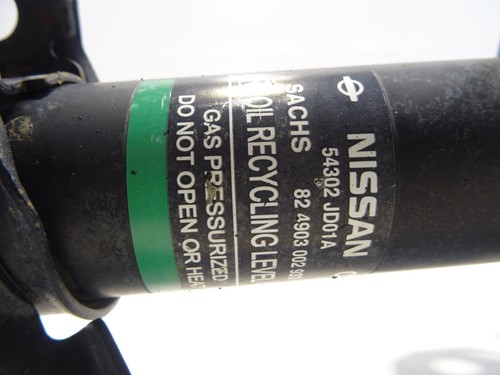 NISSAN
54302 JD01A
SACHS 82 4903 002
OIL RECYCLING LEVEL
GAS PRESSURIZED
DO NOT OPEN OR HEAT